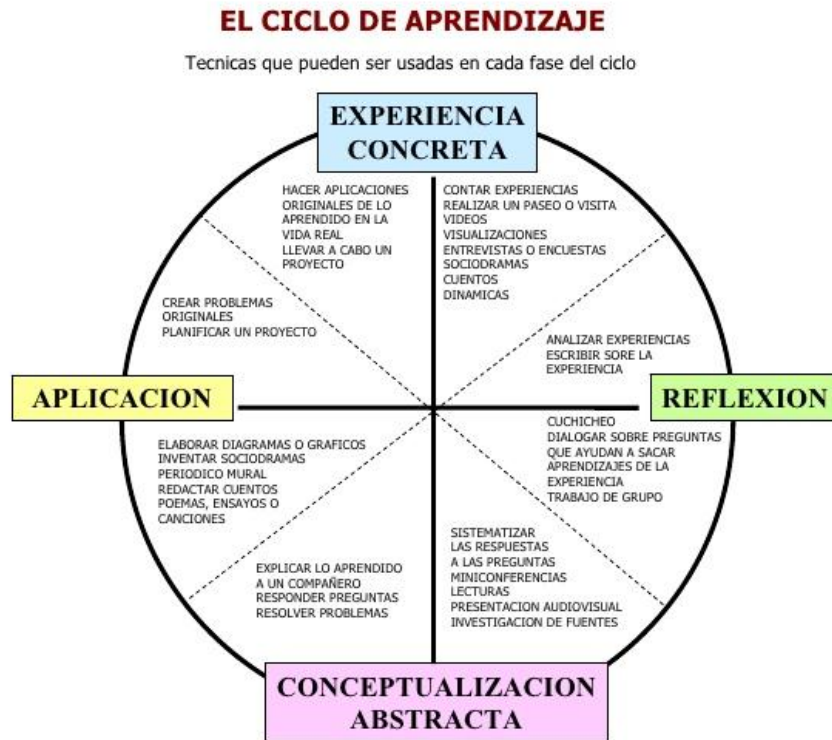 EL CICLO DE APRENDIZAJE
Tecnicas que pueden ser usadas en cada fase del ciclo
EXPERIENCIA
CONCRETA
HACER APLICACIONES
ORIGINALES DE LO
APRENDIDO EN LA
VIDA REAL
LLEVAR A CABO UN
PROYECTO
CONTAR EXPERIENCIAS
REALIZAR UN PASEO O VISITA
VIDEOS
VISUALIZACIONES
ENTREVISTAS O ENCUESTAS
SOCIODRAMAS
CUENTOS
DINAMICAS
CREAR PROBLEMAS
ORIGINALES
PLANIFICAR UN PROYECTO
ANALIZAR EXPERIENCIAS
ESCRIBIR SORE LA
EXPERIENCIA
APLICACION
REFLEXION
ELABORAR DIAGRAMAS O GRAFICOS
INVENTAR SOCIODRAMAS
PERIODICO MURAL
REDACTAR CUENTOS
POEMAS, ENSAYOS O
CANCIONES
CUCHICHEO
DIALOGAR SOBRE PREGUNTAS
QUE AYUDAN A SACAR
APRENDIZAJES DE LA
EXPERIENCIA
TRABAJO DE GRUPO
EXPLICAR LO APRENDIDO
A UN COMPAÑERO
RESPONDER PREGUNTAS
RESOLVER PROBLEMAS
SISTEMATIZAR
LAS RESPUESTAS
A LAS PREGUNTAS
MINICONFERENCIAS
LECTURAS
PRESENTACION AUDIOVISUAL
INVESTIGACION DE FUENTES
CONCEPTUALIZACION
ABSTRACTA